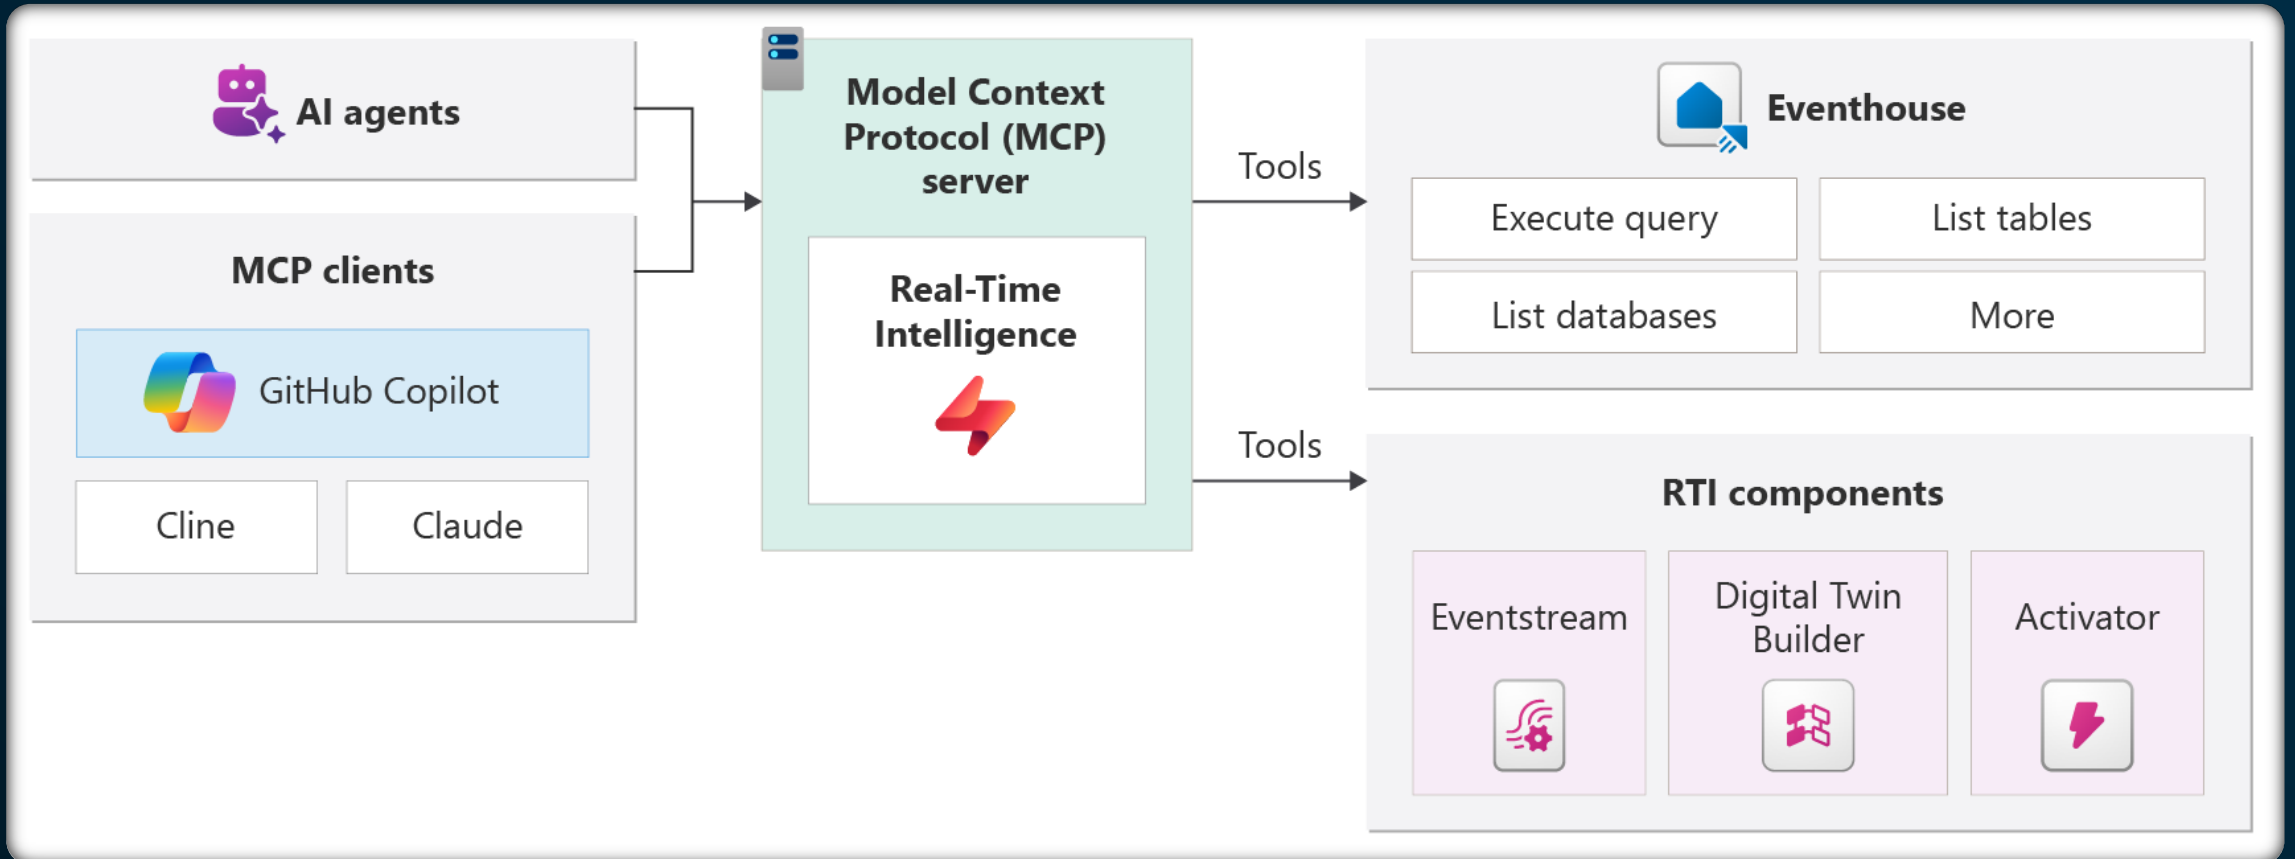 AI agents
MCP clients
GitHub Copilot
Cline
Claude
Model Context
Protocol (MCP)
server
Real-Time
Intelligence
Tools
Tools
Eventhouse
Execute query
List tables
List databases
More
RTI components
Eventstream
Digital Twin
Builder
Activator